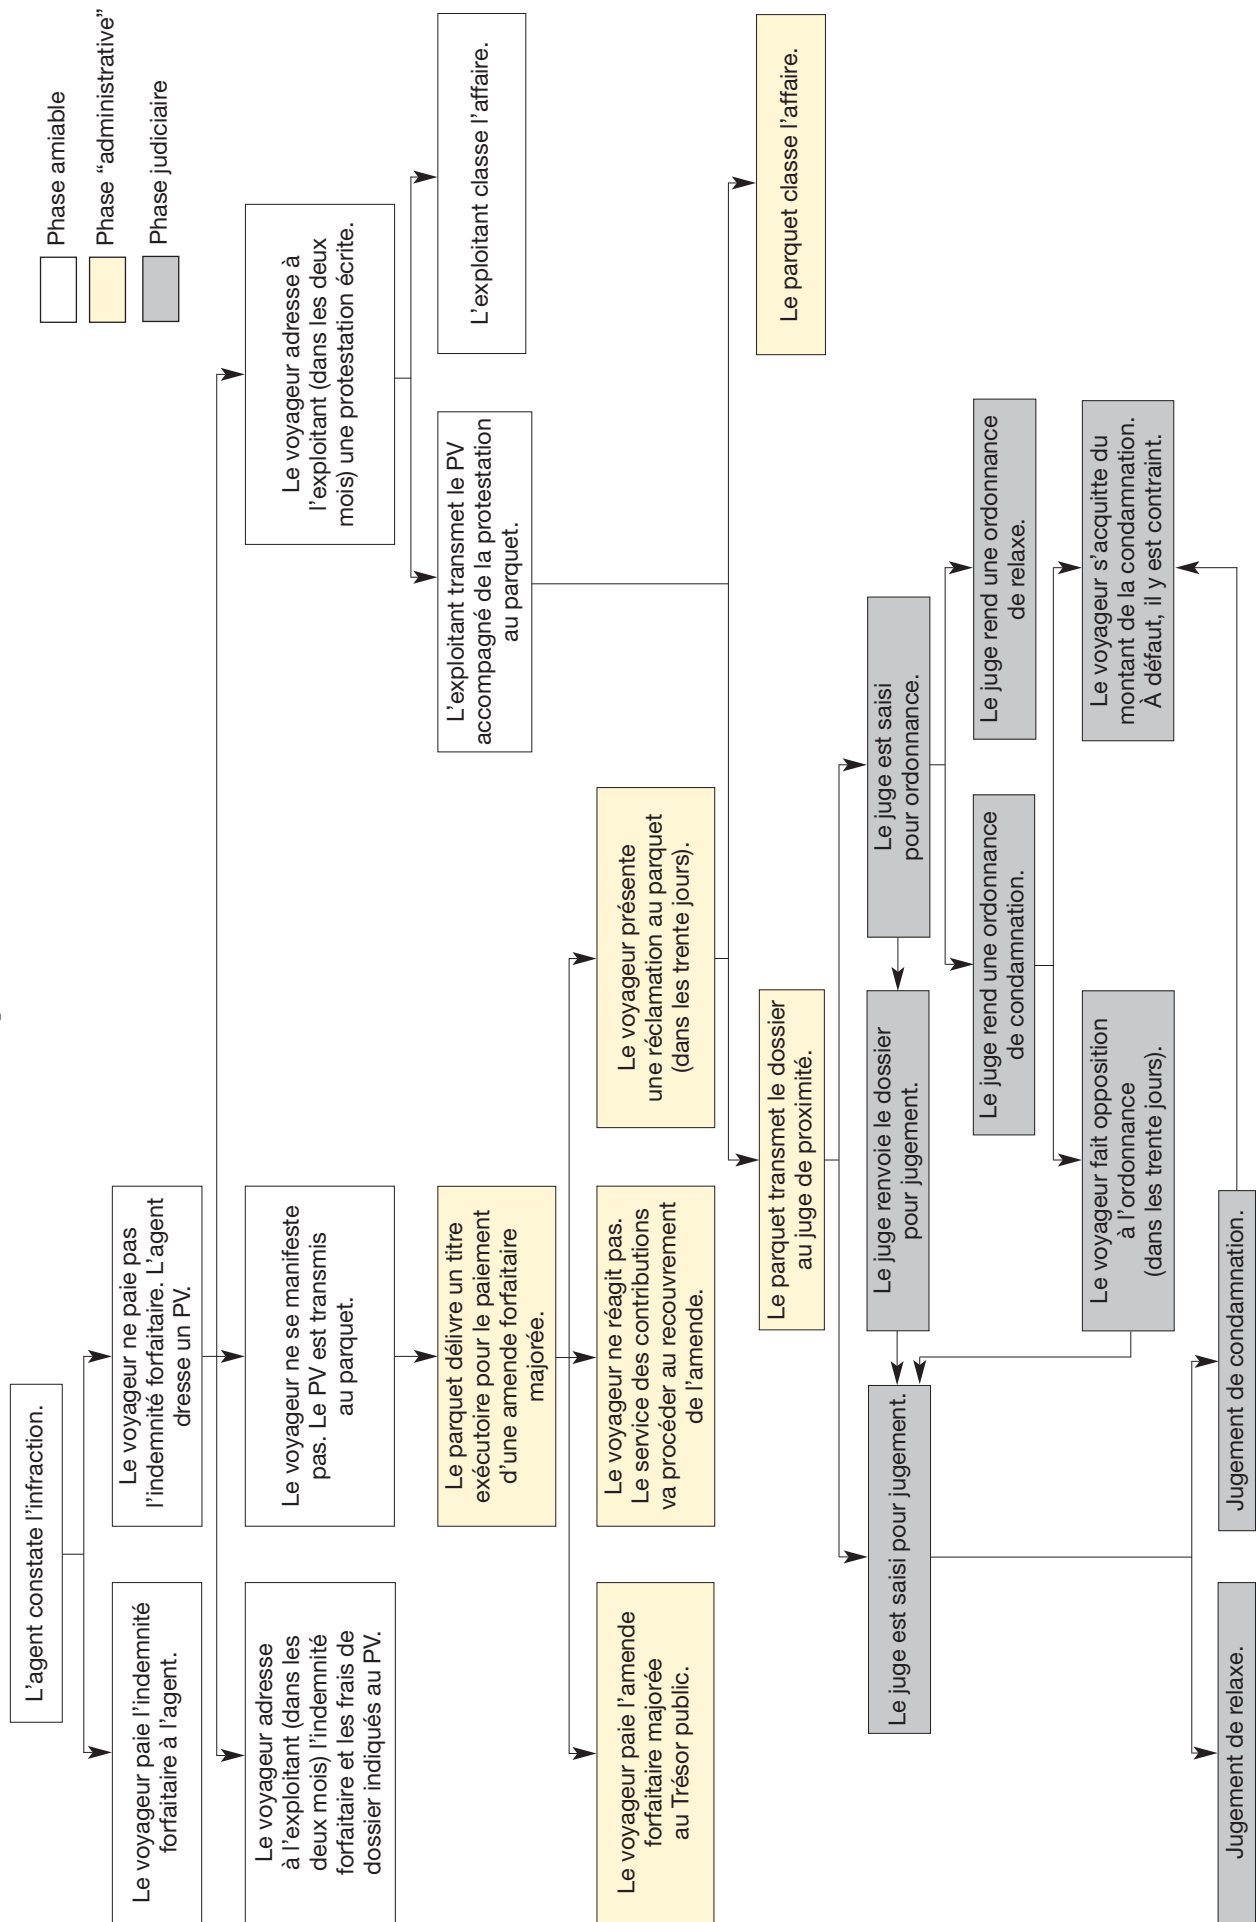 Phase amiable
Phase “administrative”
Phase judiciaire
L’agent constate l’infraction.
Le voyageur paie l’indemnité
forfaitaire à l’agent.
Le voyageur ne paie pas
l’indemnité forfaitaire. L’agent
dresse un PV.
Le voyageur adresse
à l’exploitant (dans les
deux mois) l’indemnité
forfaitaire et les frais de
dossier indiqués au PV.
Le voyageur ne se manifeste
pas. Le PV est transmis
au parquet.
Le voyageur adresse à
l’exploitant (dans les deux
mois) une protestation écrite.
Le parquet délivre un titre
exécutoire pour le paiement
d’une amende forfaitaire
majorée.
L’exploitant transmet le PV
accompagné de la protestation
au parquet.
L’exploitant classe l’affaire.
Le voyageur paie l’amende
forfaitaire majorée
au Trésor public.
Le voyageur ne réagit pas.
Le service des contributions
va procéder au recouvrement
de l’amende.
Le voyageur présente
une réclamation au parquet
(dans les trente jours).
Le parquet transmet le dossier
au juge de proximité.
Le parquet classe l’affaire.
Le juge est saisi pour jugement.
Le juge renvoie le dossier
pour jugement.
Le juge est saisi
pour ordonnance.
Le juge rend une ordonnance
de condamnation.
Le juge rend une ordonnance
de relaxe.
Le voyageur fait opposition
à l’ordonnance
(dans les trente jours).
Le voyageur s’acquitte du
montant de la condamnation.
À défaut, il y est contraint.
Jugement de relaxe.
Jugement de condamnation.